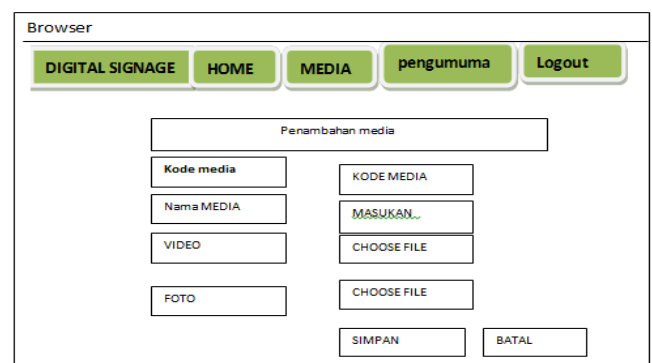 Browser
DIGITAL SIGNAGE HOME MEDIA pengumuma Logout
Penambahan media
Kode media KODE MEDIA
Nama MEDIA MASUKAN
VIDEO CHOOSE FILE
FOTO CHOOSE FILE
SIMPAN BATAL